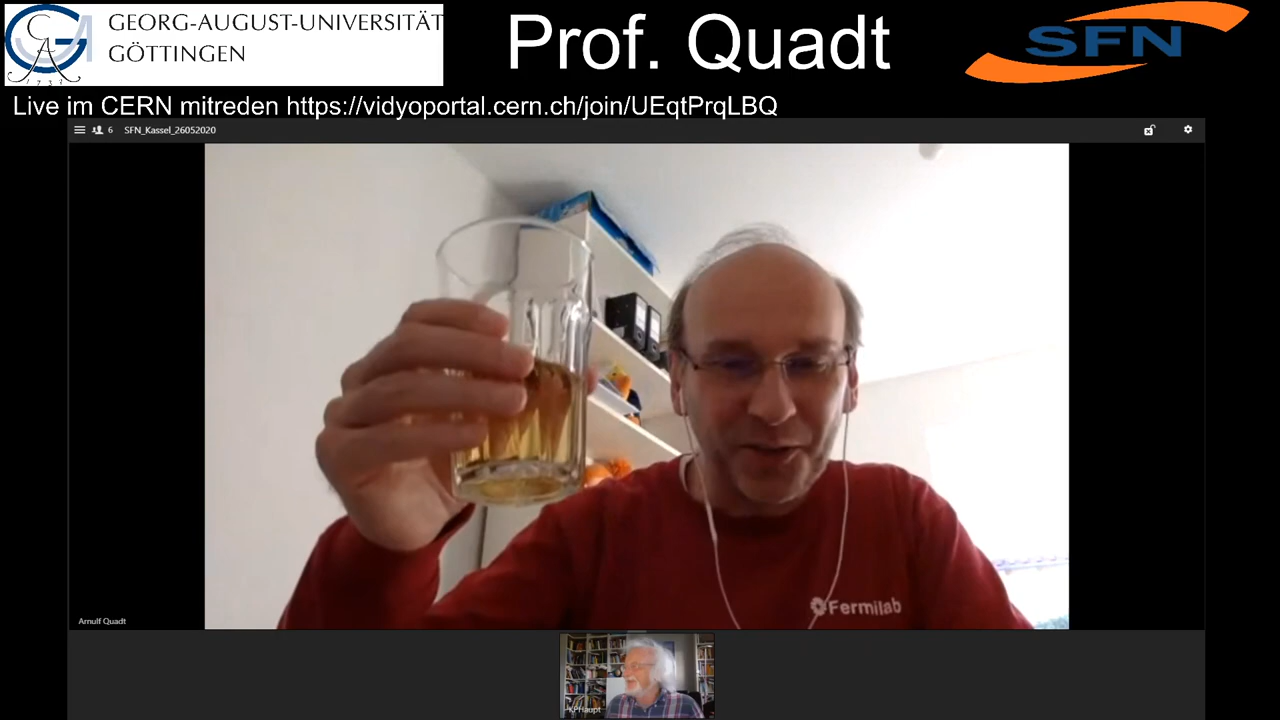 GEORG-AUGUST-UNIVERSITÄT
GÖTTINGEN
Prof. Quadt
SFN
Live im CERN mitreden https://vidyoportal.cern.ch/join/UEqtPrqLBQ
6 SFN_Kassel_26052020
Fermilab
Arnulf Quadt
KPHaupt